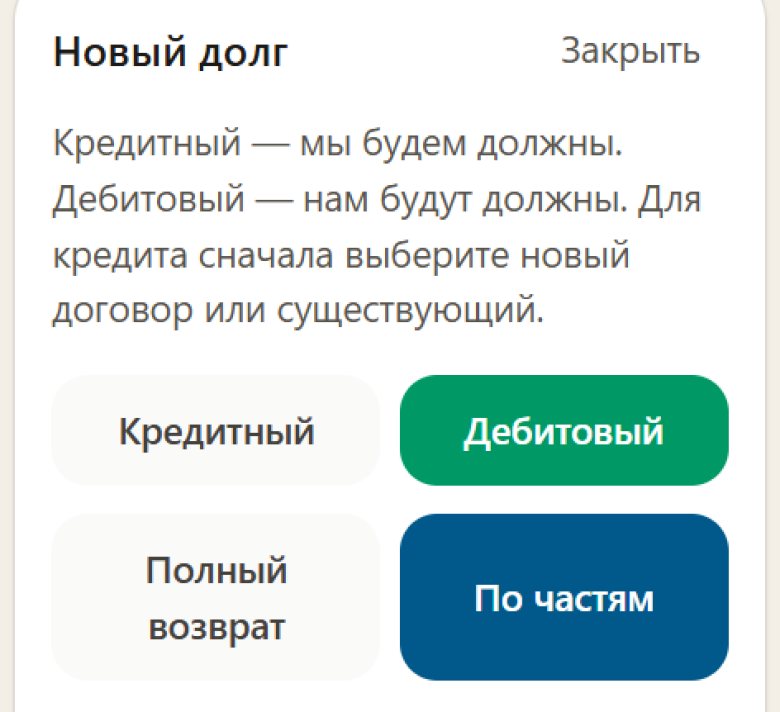 Новый долг
Закрыть
Кредитный — мы будем должны.
Дебитовый — нам будут должны. Для
кредита сначала выберите новый
договор или существующий.
Кредитный
Дебитовый
Полный
возврат
По частям